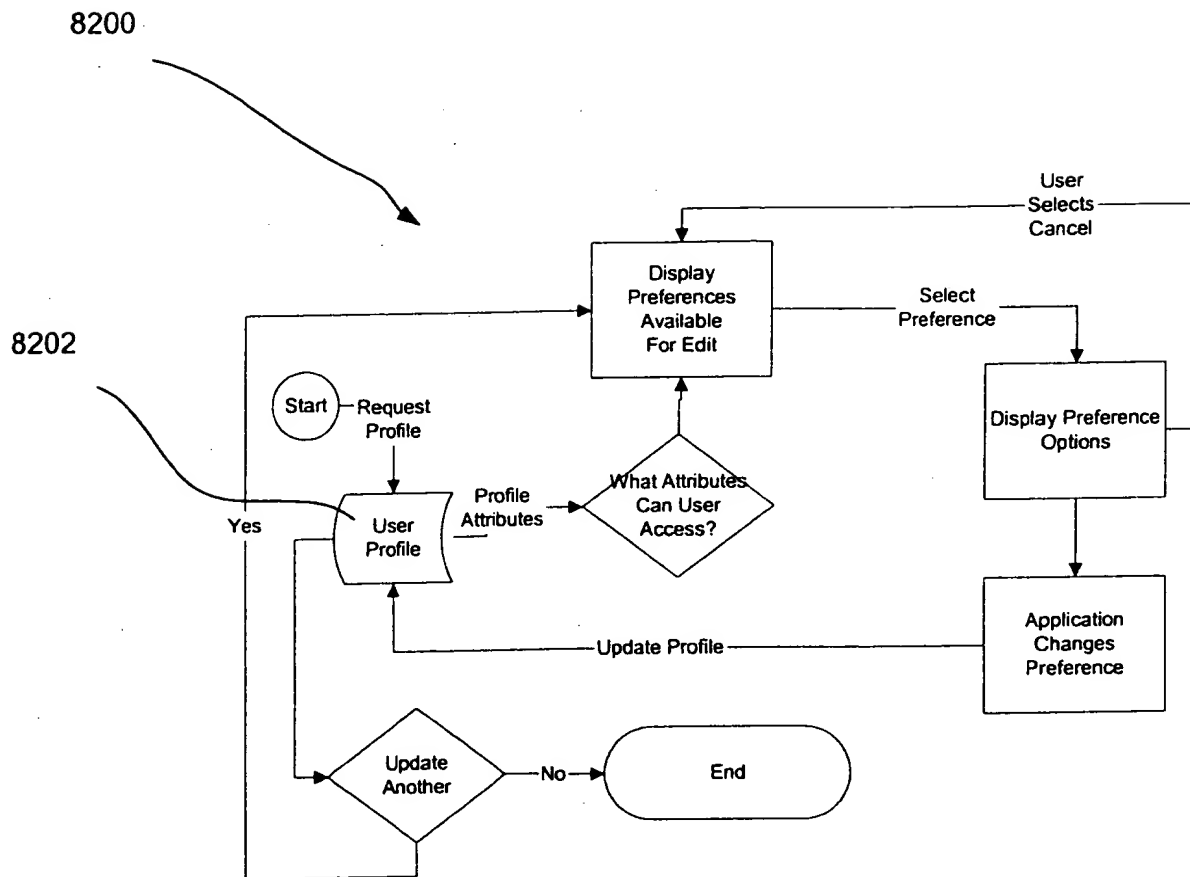 8200
User
Selects
Cancel
Display
Preferences
Available
For Edit
Select
Preference
8202
Start
Request
Profile
Display Preference
Options
What Attributes
Can User
Access?
Profile
Attributes
User
Profile
Yes
Application
Changes
Preference
Update Profile
Update
Another
No
End